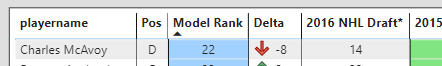 playername Pos Model Rank Delta 2016 NHL Draft* 2015
Charles McAvoy D 22 -8 14